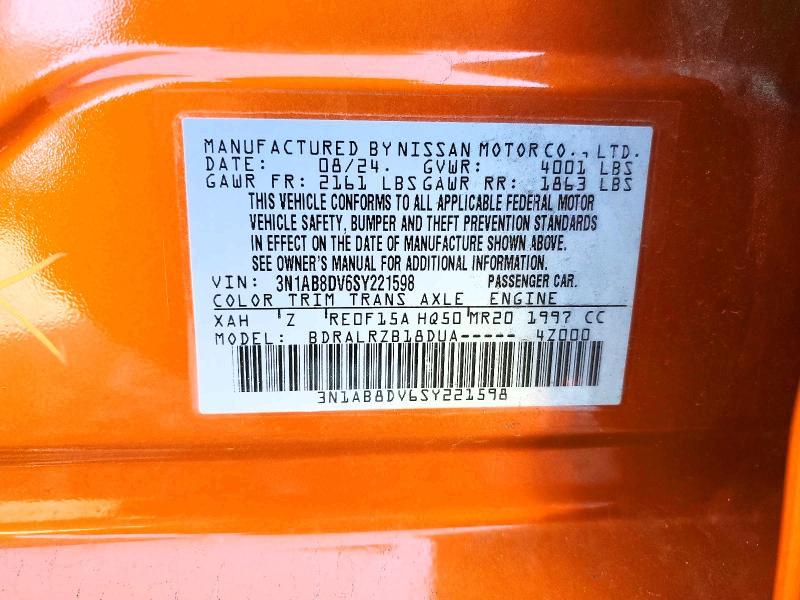 MANUFACTURED BY NISSAN MOTOR CO., LTD.
DATE: 08/24. GVWR: 4001 LBS
GAWR FR: 2161 LBS GAWR RR: 1863 LBS
THIS VEHICLE CONFORMS TO ALL APPLICABLE FEDERAL MOTOR
VEHICLE SAFETY, BUMPER AND THEFT PREVENTION STANDARDS
IN EFFECT ON THE DATE OF MANUFACTURE SHOWN ABOVE.
SEE OWNER'S MANUAL FOR ADDITIONAL INFORMATION.
VIN: 3N1AB8DV6SY221598 PASSENGER CAR.
COLOR TRIM TRANS AXLE ENGINE
XAH Z RE0F15A HQ50 MR20 1997 CC
MODEL: BDRALRZB18DUA----- 4Z000
3N1AB8DV6SY221598